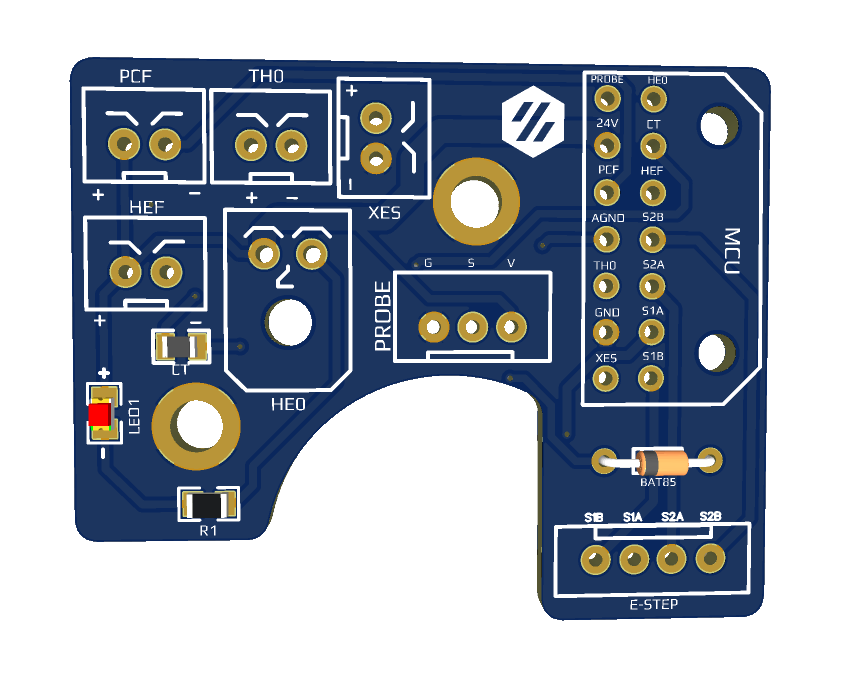 PCF
TH0
+
PROBE
HE0
24V
CT
PCF
HEF
AGND
S2B
TH0
S2A
GND
S1A
XES
S1B
MCU
+ -
+ -
-
XES
HEF
G S V
PROBE
+ -
C1
HE0
+
LED1
-
R1
BAT85
S1B S1A S2A S2B
E-STEP